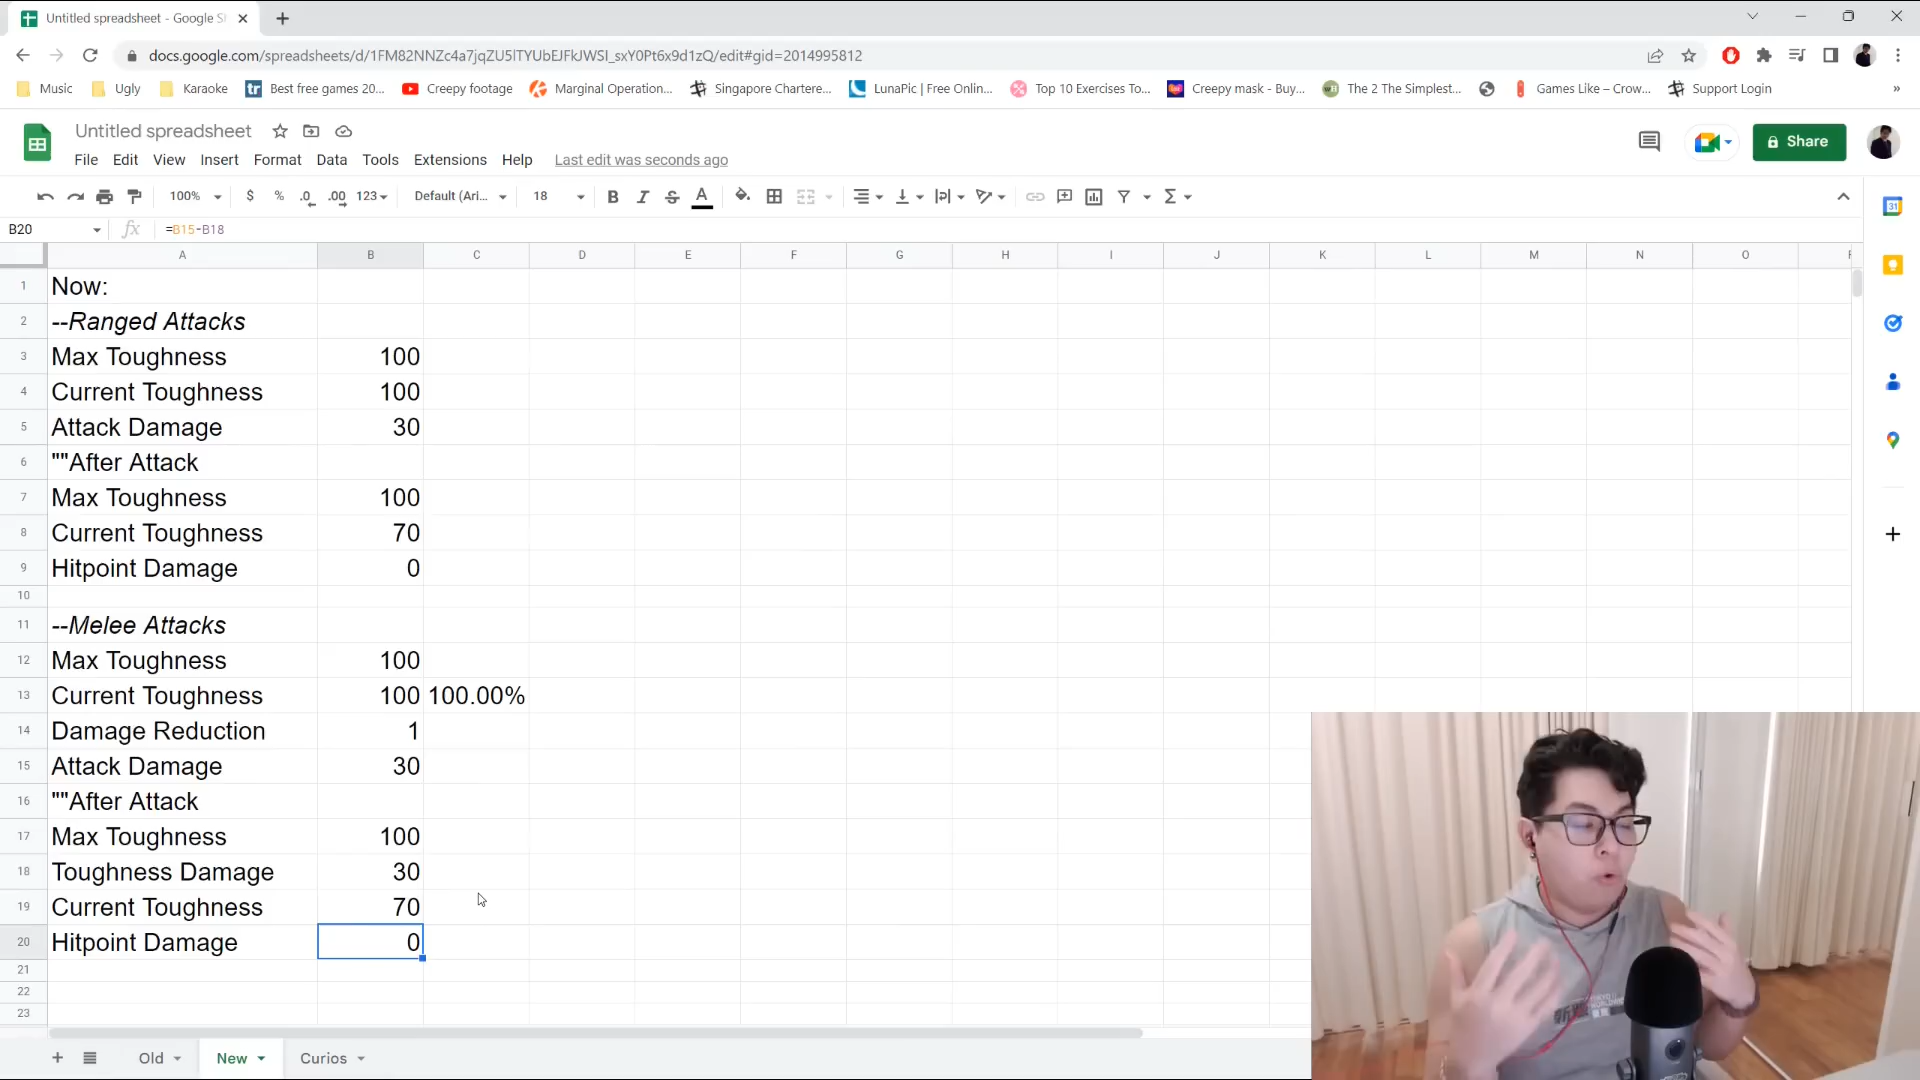 Untitled spreadsheet - Google S
docs.google.com/spreadsheets/d/1FM82NNZc4a7jqZU5lTYUbEJFkJWSI_sxY0Pt6x9d1zQ/edit#gid=2014995812
Music Ugly Karaoke tr Best free games 20... Creepy footage Marginal Operation... Singapore Chartere... LunaPic | Free Onlin... Top 10 Exercises To... Creepy mask - Buy... wH The 2 The Simplest... Games Like – Crow... Support Login »
Untitled spreadsheet
Share
File Edit View Insert Format Data Tools Extensions Help Last edit was seconds ago
100% $ % .0 .00 123 Default (Ari... 18 B I S A Σ
31
B20 fx =B15-B18
A B C D E F G H I J K L M N O
1 Now:
2 --Ranged Attacks
3 Max Toughness 100
4 Current Toughness 100
5 Attack Damage 30
6 ""After Attack
7 Max Toughness 100
8 Current Toughness 70
9 Hitpoint Damage 0
10
11 --Melee Attacks
12 Max Toughness 100
13 Current Toughness 100 100.00%
14 Damage Reduction 1
15 Attack Damage 30
16 ""After Attack
17 Max Toughness 100
18 Toughness Damage 30
19 Current Toughness 70
20 Hitpoint Damage 0
21
22
23
Old New Curios